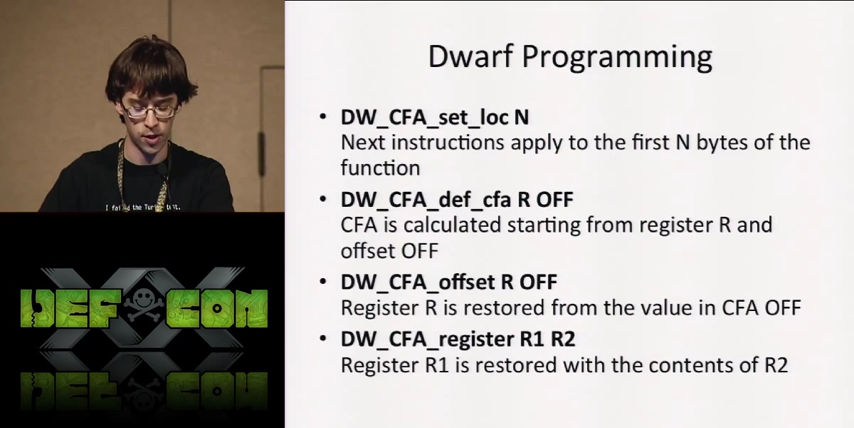 Dwarf Programming
• DW_CFA_set_loc N
Next instructions apply to the first N bytes of the
function
• DW_CFA_def_cfa R OFF
CFA is calculated starting from register R and
offset OFF
• DW_CFA_offset R OFF
Register R is restored from the value in CFA OFF
• DW_CFA_register R1 R2
Register R1 is restored with the contents of R2
DEF CON
XX